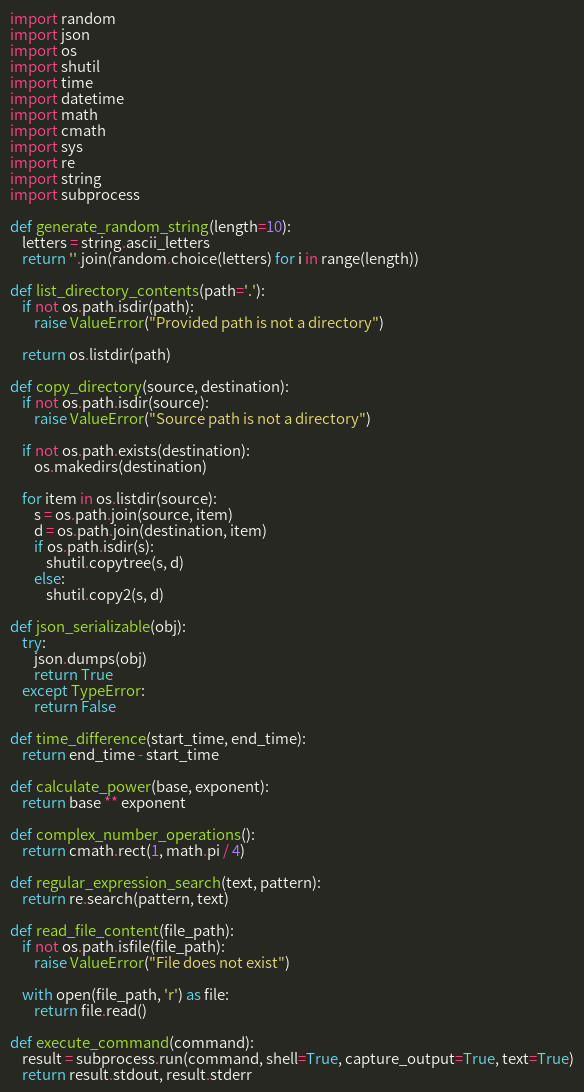 import random
import json
import os
import shutil
import time
import datetime
import math
import cmath
import sys
import re
import string
import subprocess

def generate_random_string(length=10):
    letters = string.ascii_letters
    return ''.join(random.choice(letters) for i in range(length))

def list_directory_contents(path='.'):
    if not os.path.isdir(path):
        raise ValueError("Provided path is not a directory")

    return os.listdir(path)

def copy_directory(source, destination):
    if not os.path.isdir(source):
        raise ValueError("Source path is not a directory")

    if not os.path.exists(destination):
        os.makedirs(destination)

    for item in os.listdir(source):
        s = os.path.join(source, item)
        d = os.path.join(destination, item)
        if os.path.isdir(s):
            shutil.copytree(s, d)
        else:
            shutil.copy2(s, d)

def json_serializable(obj):
    try:
        json.dumps(obj)
        return True
    except TypeError:
        return False

def time_difference(start_time, end_time):
    return end_time - start_time

def calculate_power(base, exponent):
    return base ** exponent

def complex_number_operations():
    return cmath.rect(1, math.pi / 4)

def regular_expression_search(text, pattern):
    return re.search(pattern, text)

def read_file_content(file_path):
    if not os.path.isfile(file_path):
        raise ValueError("File does not exist")

    with open(file_path, 'r') as file:
        return file.read()

def execute_command(command):
    result = subprocess.run(command, shell=True, capture_output=True, text=True)
    return result.stdout, result.stderr